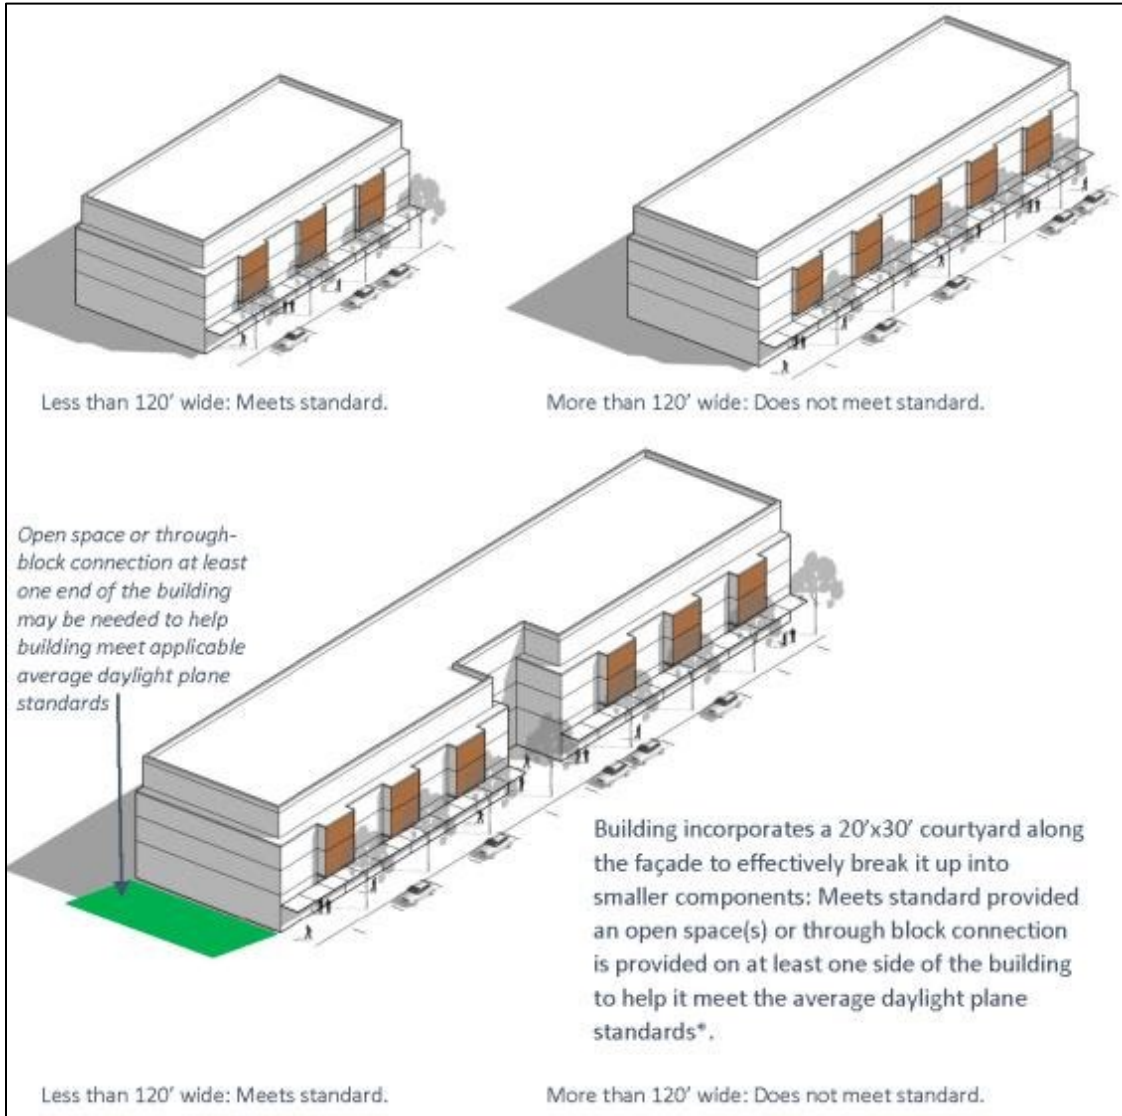 Less than 120’ wide: Meets standard.
More than 120’ wide: Does not meet standard.
Open space or through-
block connection at least
one end of the building
may be needed to help
building meet applicable
average daylight plane
standards
Building incorporates a 20’x30’ courtyard along
the façade to effectively break it up into
smaller components: Meets standard provided
an open space(s) or through block connection
is provided on at least one side of the building
to help it meet the average daylight plane
standards*.
Less than 120’ wide: Meets standard.
More than 120’ wide: Does not meet standard.